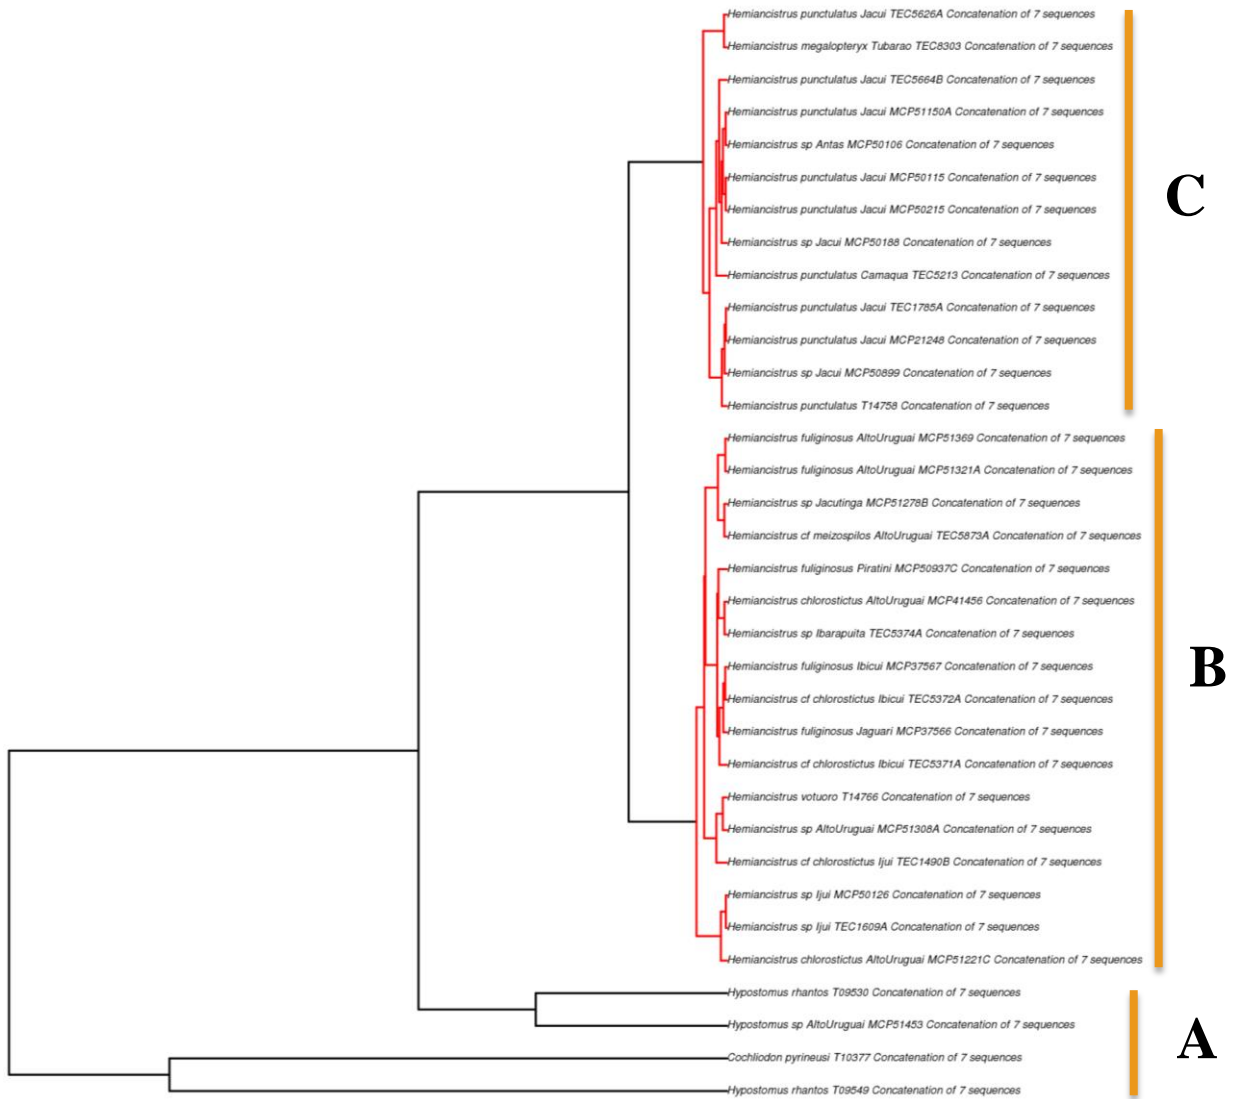 Hemiancistrus punctulatus Jacui TEC5626A Concatenation of 7 sequences
Hemiancistrus megalopteryx Tubarao TEC8303 Concatenation of 7 sequences
Hemiancistrus punctulatus Jacui TEC5664B Concatenation of 7 sequences
Hemiancistrus punctulatus Jacui MCP51150A Concatenation of 7 sequences
Hemiancistrus sp Antas MCP50106 Concatenation of 7 sequences
Hemiancistrus punctulatus Jacui MCP50115 Concatenation of 7 sequences
C
Hemiancistrus punctulatus Jacui MCP50215 Concatenation of 7 sequences
Hemiancistrus sp Jacui MCP50188 Concatenation of 7 sequences
Hemiancistrus punctulatus Camaqua TEC5213 Concatenation of 7 sequences
Hemiancistrus punctulatus Jacui TEC1785A Concatenation of 7 sequences
Hemiancistrus punctulatus Jacui MCP21248 Concatenation of 7 sequences
Hemiancistrus sp Jacui MCP50899 Concatenation of 7 sequences
Hemiancistrus punctulatus T14758 Concatenation of 7 sequences
Hemiancistrus fuliginosus AltoUruguai MCP51369 Concatenation of 7 sequences
Hemiancistrus fuliginosus AltoUruguai MCP51321A Concatenation of 7 sequences
Hemiancistrus sp Jacutinga MCP51278B Concatenation of 7 sequences
Hemiancistrus cf meizospilos AltoUruguai TEC5873A Concatenation of 7 sequences
Hemiancistrus fuliginosus Piratini MCP50937C Concatenation of 7 sequences
Hemiancistrus chlorostictus AltoUruguai MCP41456 Concatenation of 7 sequences
Hemiancistrus sp Ibarapuita TEC5374A Concatenation of 7 sequences
Hemiancistrus fuliginosus Ibicui MCP37567 Concatenation of 7 sequences
B
Hemiancistrus cf chlorostictus Ibicui TEC5372A Concatenation of 7 sequences
Hemiancistrus fuliginosus Jaguari MCP37566 Concatenation of 7 sequences
Hemiancistrus cf chlorostictus Ibicui TEC5371A Concatenation of 7 sequences
Hemiancistrus votuoro T14766 Concatenation of 7 sequences
Hemiancistrus sp AltoUruguai MCP51308A Concatenation of 7 sequences
Hemiancistrus cf chlorostictus Ijui TEC1490B Concatenation of 7 sequences
Hemiancistrus sp Ijui MCP50126 Concatenation of 7 sequences
Hemiancistrus sp Ijui TEC1609A Concatenation of 7 sequences
Hemiancistrus chlorostictus AltoUruguai MCP51221C Concatenation of 7 sequences
Hypostomus rhantos T09530 Concatenation of 7 sequences
Hypostomus sp AltoUruguai MCP51453 Concatenation of 7 sequences
A
Cochliodon pyrineusi T10377 Concatenation of 7 sequences
Hypostomus rhantos T09549 Concatenation of 7 sequences